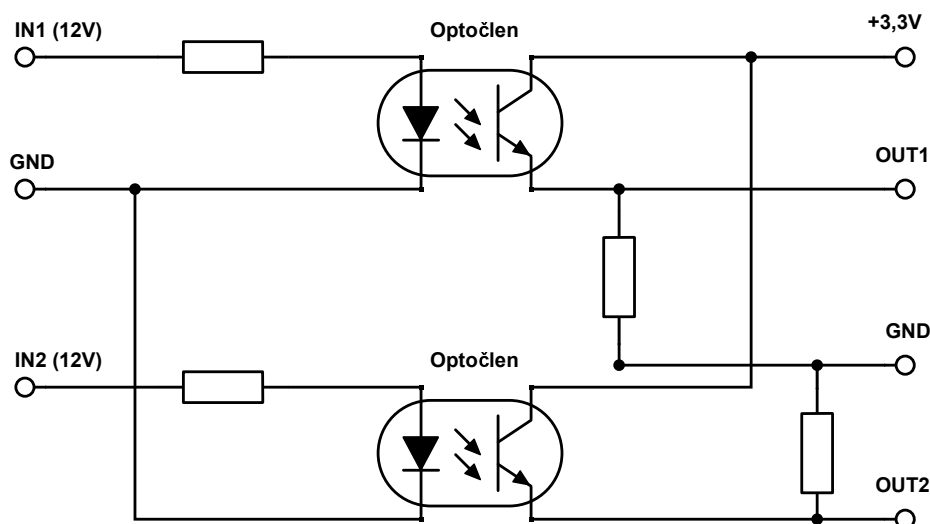 IN1 (12V)
Optočlen
+3,3V
GND
OUT1
IN2 (12V)
Optočlen
GND
OUT2